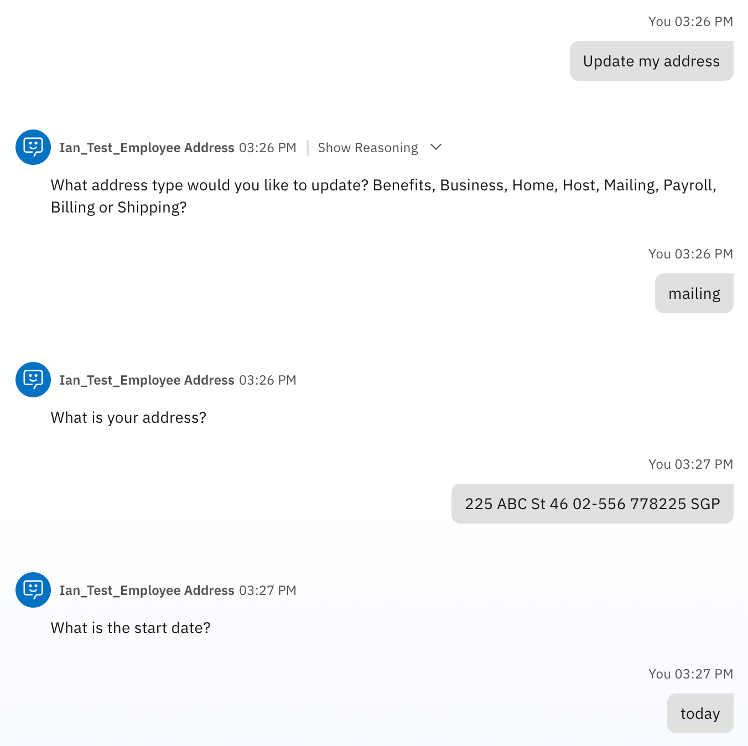 You 03:26 PM
Update my address
Ian_Test_Employee Address 03:26 PM | Show Reasoning
What address type would you like to update? Benefits, Business, Home, Host, Mailing, Payroll,
Billing or Shipping?
You 03:26 PM
mailing
Ian_Test_Employee Address 03:26 PM
What is your address?
You 03:27 PM
225 ABC St 46 02-556 778225 SGP
Ian_Test_Employee Address 03:27 PM
What is the start date?
You 03:27 PM
today